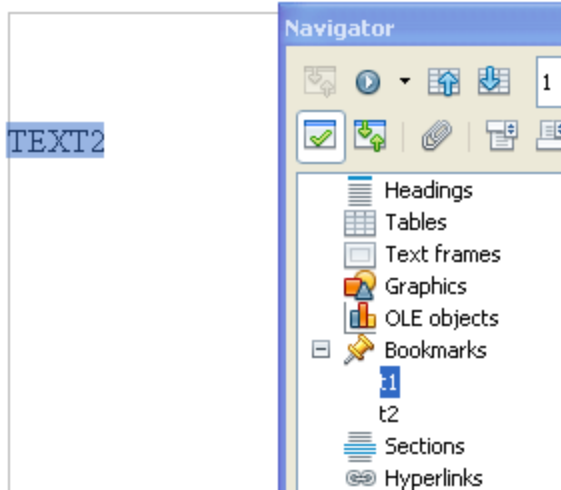 Navigator
1
TEXT2
Headings
Tables
Text frames
Graphics
OLE objects
Bookmarks
t1
t2
Sections
Hyperlinks